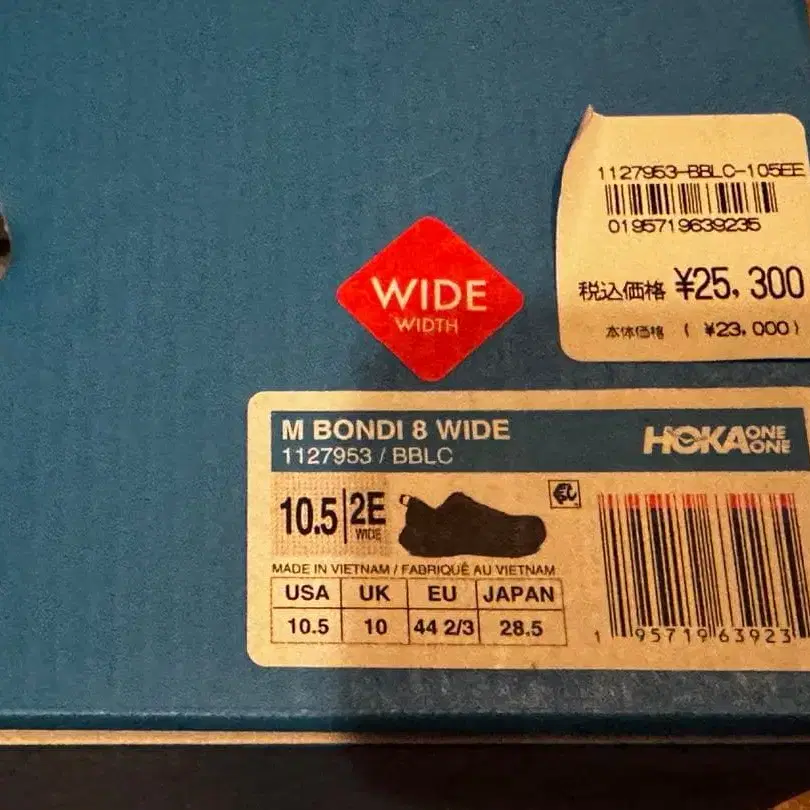 1127953-BBLC-105EE
0195719639235
税込価格 ¥25,300
本体価格 ( ¥23,000)
WIDE
WIDTH
M BONDI 8 WIDE
1127953 / BBLC
HOKA ONE ONE
10.5 2E
WIDE
MADE IN VIETNAM / FABRIQUÉ AU VIETNAM
USA UK EU JAPAN
10.5 10 44 2/3 28.5
1 95719 63923